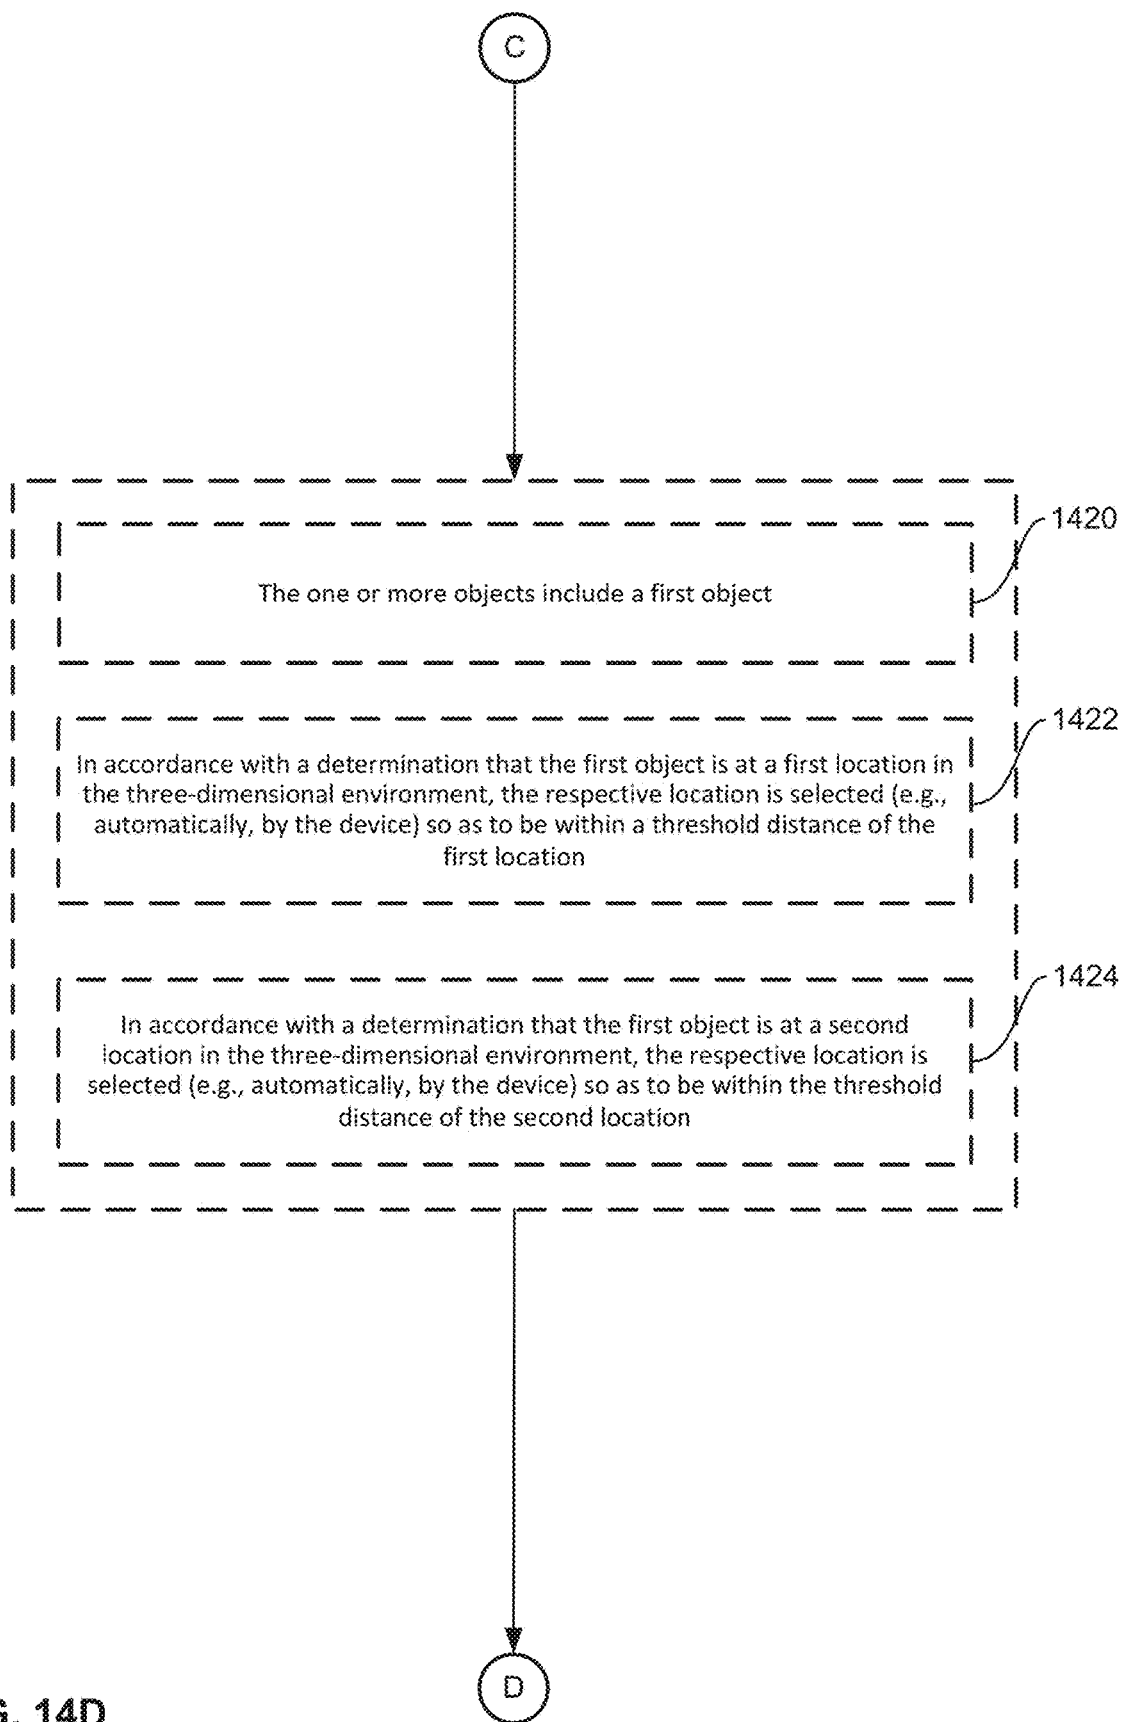 C
1420
The one or more objects include a first object
1422
In accordance with a determination that the first object is at a first location in
the three-dimensional environment, the respective location is selected (e.g.,
automatically, by the device) so as to be within a threshold distance of the
first location
1424
In accordance with a determination that the first object is at a second
location in the three-dimensional environment, the respective location is
selected (e.g., automatically, by the device) so as to be within the threshold
distance of the second location
D
G. 14D